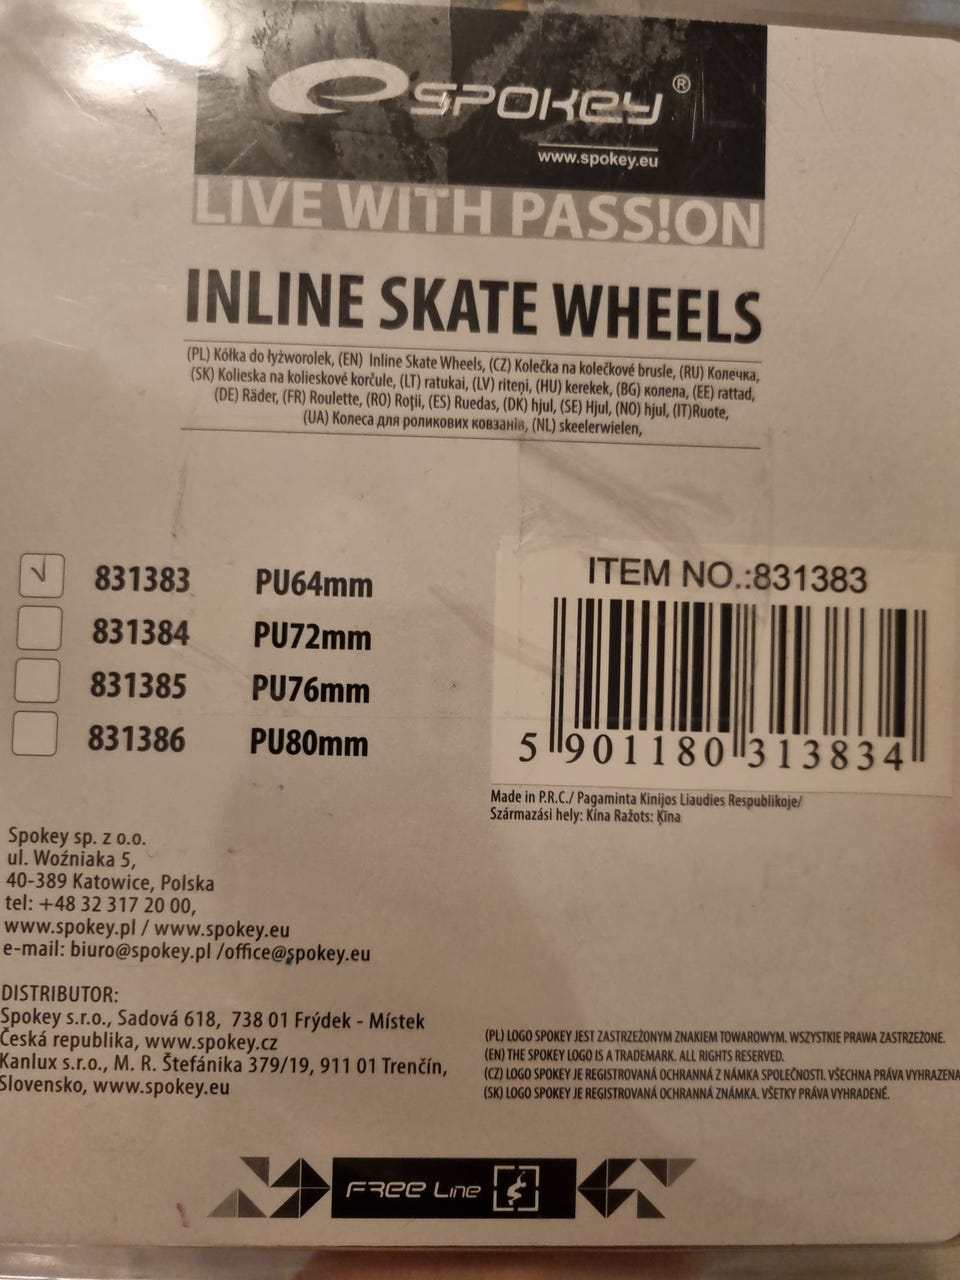 SPOKEY ®
www.spokey.eu
LIVE WITH PASS!ON
INLINE SKATE WHEELS
(PL) Kółka do łyżworolek, (EN) Inline Skate Wheels, (CZ) Kolečka na kolečkové brusle, (RU) Колечка,
(SK) Kolieska na kolieskové korčule, (LT) ratukai, (LV) riteņi, (HU) kerekek, (BG) колела, (EE) rattad,
(DE) Räder, (FR) Roulette, (RO) Roții, (ES) Ruedas, (DK) hjul, (SE) Hjul, (NO) hjul, (IT)Ruote,
(UA) Колеса для роликових ковзанів, (NL) skeelerwielen,
831383 PU64mm
831384 PU72mm
831385 PU76mm
831386 PU80mm
ITEM NO.:831383
5 901180 313834
Made in P.R.C./ Pagaminta Kinijos Liaudies Respublikoje/
Származási hely: Kína Ražots: Ķīna
Spokey sp. z o.o.
ul. Woźniaka 5,
40-389 Katowice, Polska
tel: +48 32 317 20 00,
www.spokey.pl / www.spokey.eu
e-mail: biuro@spokey.pl /office@spokey.eu
DISTRIBUTOR:
Spokey s.r.o., Sadová 618, 738 01 Frýdek - Místek
Česká republika, www.spokey.cz
Kanlux s.r.o., M. R. Štefánika 379/19, 911 01 Trenčín,
Slovensko, www.spokey.eu
(PL) LOGO SPOKEY JEST ZASTRZEŻONYM ZNAKIEM TOWAROWYM. WSZYSTKIE PRAWA ZASTRZEŻONE.
(EN) THE SPOKEY LOGO IS A TRADEMARK. ALL RIGHTS RESERVED.
(CZ) LOGO SPOKEY JE REGISTROVANÁ OCHRANNÁ Z NÁMKA SPOLEČNOSTI. VŠECHNA PRÁVA VYHRAZENA
(SK) LOGO SPOKEY JE REGISTROVANÁ OCHRANNÁ ZNÁMKA. VŠETKY PRÁVA VYHRADENÉ.
FREE LINE